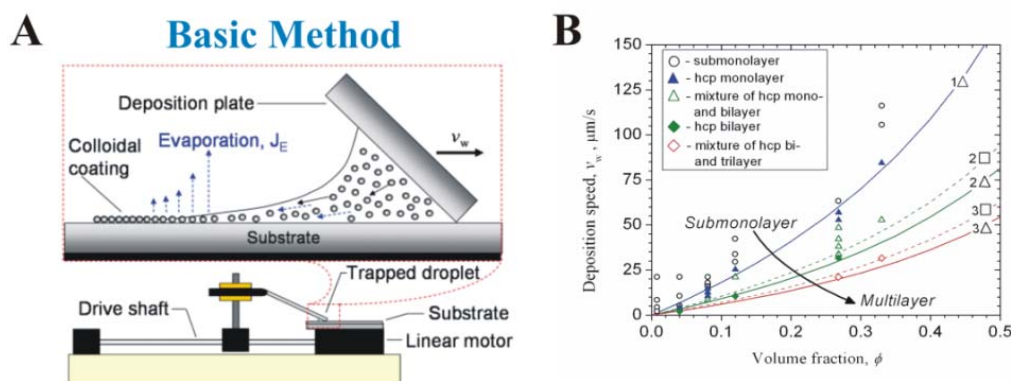 A
Basic Method
Deposition plate
v_w
Evaporation, J_E
Colloidal
coating
Substrate
Trapped droplet
Drive shaft
Substrate
Linear motor
B
Deposition speed, v_w , μm/s
150
125
100
75
50
25
0
○ - submonolayer
▲ - hcp monolayer
△ - mixture of hcp mono-
and bilayer
◆ - hcp bilayer
◇ - mixture of hcp bi-
and trilayer
1△
2□
2△
3□
3△
Submonolayer
Multilayer
0.0 0.1 0.2 0.3 0.4 0.5
Volume fraction, ϕ